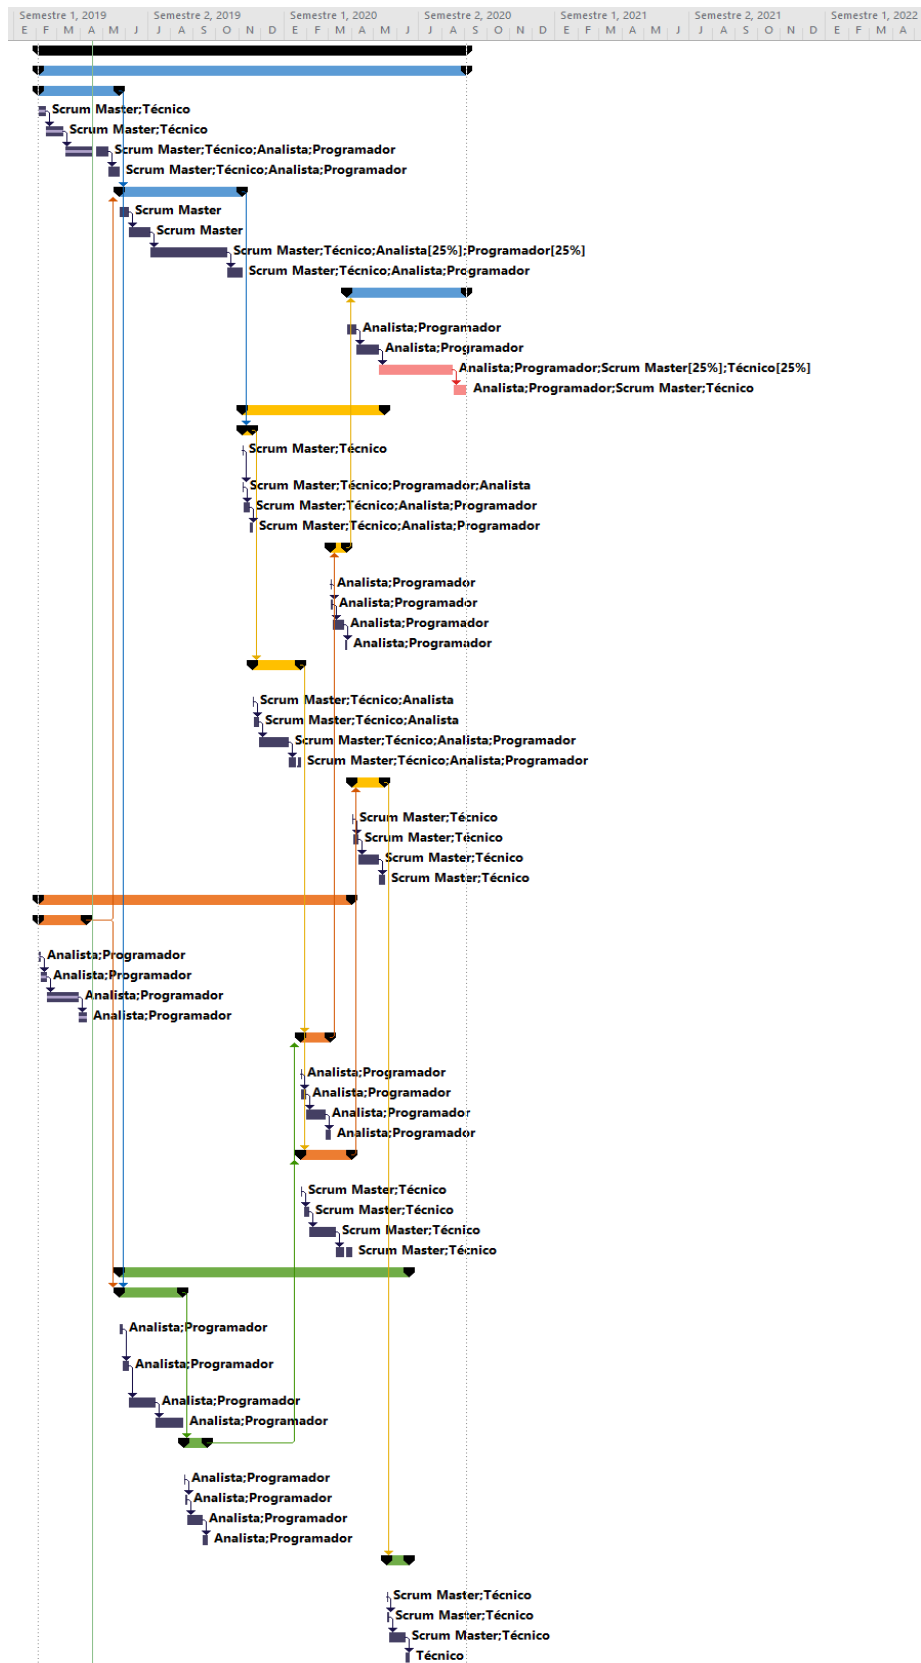 Semestre 1, 2019 Semestre 2, 2019 Semestre 1, 2020 Semestre 2, 2020 Semestre 1, 2021 Semestre 2, 2021 Semestre 1, 2022
E F M A M J J A S O N D E F M A M J J A S O N D E F M A M J J A S O N D E F M A
Scrum Master;Técnico
Scrum Master;Técnico
Scrum Master;Técnico;Analista;Programador
Scrum Master;Técnico;Analista;Programador
Scrum Master
Scrum Master
Scrum Master;Técnico;Analista[25%];Programador[25%]
Scrum Master;Técnico;Analista;Programador
Analista;Programador
Analista;Programador
Analista;Programador;Scrum Master[25%];Técnico[25%]
Analista;Programador;Scrum Master;Técnico
Scrum Master;Técnico
Scrum Master;Técnico;Programador;Analista
Scrum Master;Técnico;Analista;Programador
Scrum Master;Técnico;Analista;Programador
Analista;Programador
Analista;Programador
Analista;Programador
Analista;Programador
Scrum Master;Técnico;Analista
Scrum Master;Técnico;Analista
Scrum Master;Técnico;Analista;Programador
Scrum Master;Técnico;Analista;Programador
Scrum Master;Técnico
Scrum Master;Técnico
Scrum Master;Técnico
Scrum Master;Técnico
Analista;Programador
Analista;Programador
Analista;Programador
Analista;Programador
Analista;Programador
Analista;Programador
Analista;Programador
Analista;Programador
Scrum Master;Técnico
Scrum Master;Técnico
Scrum Master;Técnico
Scrum Master;Técnico
Analista;Programador
Analista;Programador
Analista;Programador
Analista;Programador
Analista;Programador
Analista;Programador
Analista;Programador
Analista;Programador
Scrum Master;Técnico
Scrum Master;Técnico
Scrum Master;Técnico
Técnico